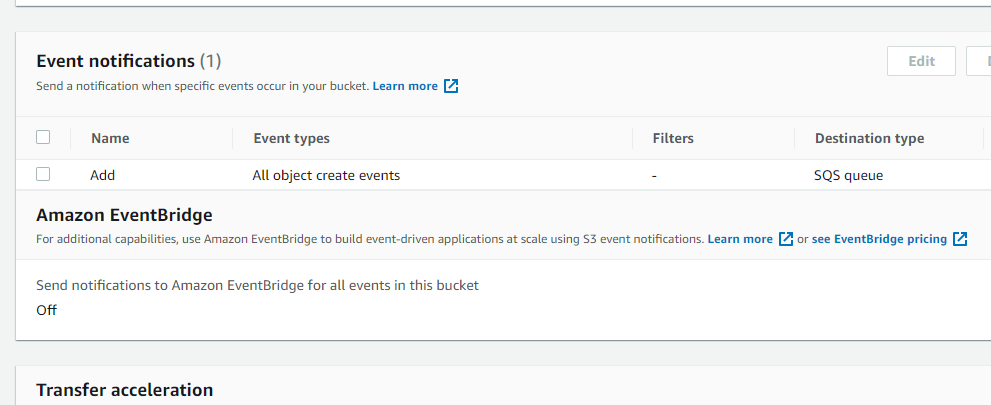 Event notifications (1)
Edit
Send a notification when specific events occur in your bucket. Learn more
Name Event types Filters Destination type
Add All object create events - SQS queue
Amazon EventBridge
For additional capabilities, use Amazon EventBridge to build event-driven applications at scale using S3 event notifications. Learn more or see EventBridge pricing
Send notifications to Amazon EventBridge for all events in this bucket
Off
Transfer acceleration